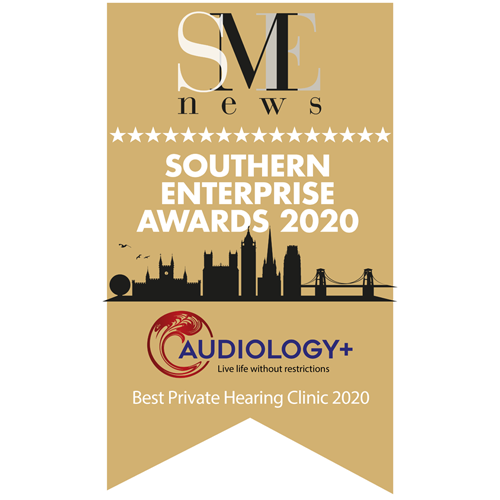 SME
news
SOUTHERN
ENTERPRISE
AWARDS 2020
AUDIOLOGY+
Live life without restrictions
Best Private Hearing Clinic 2020